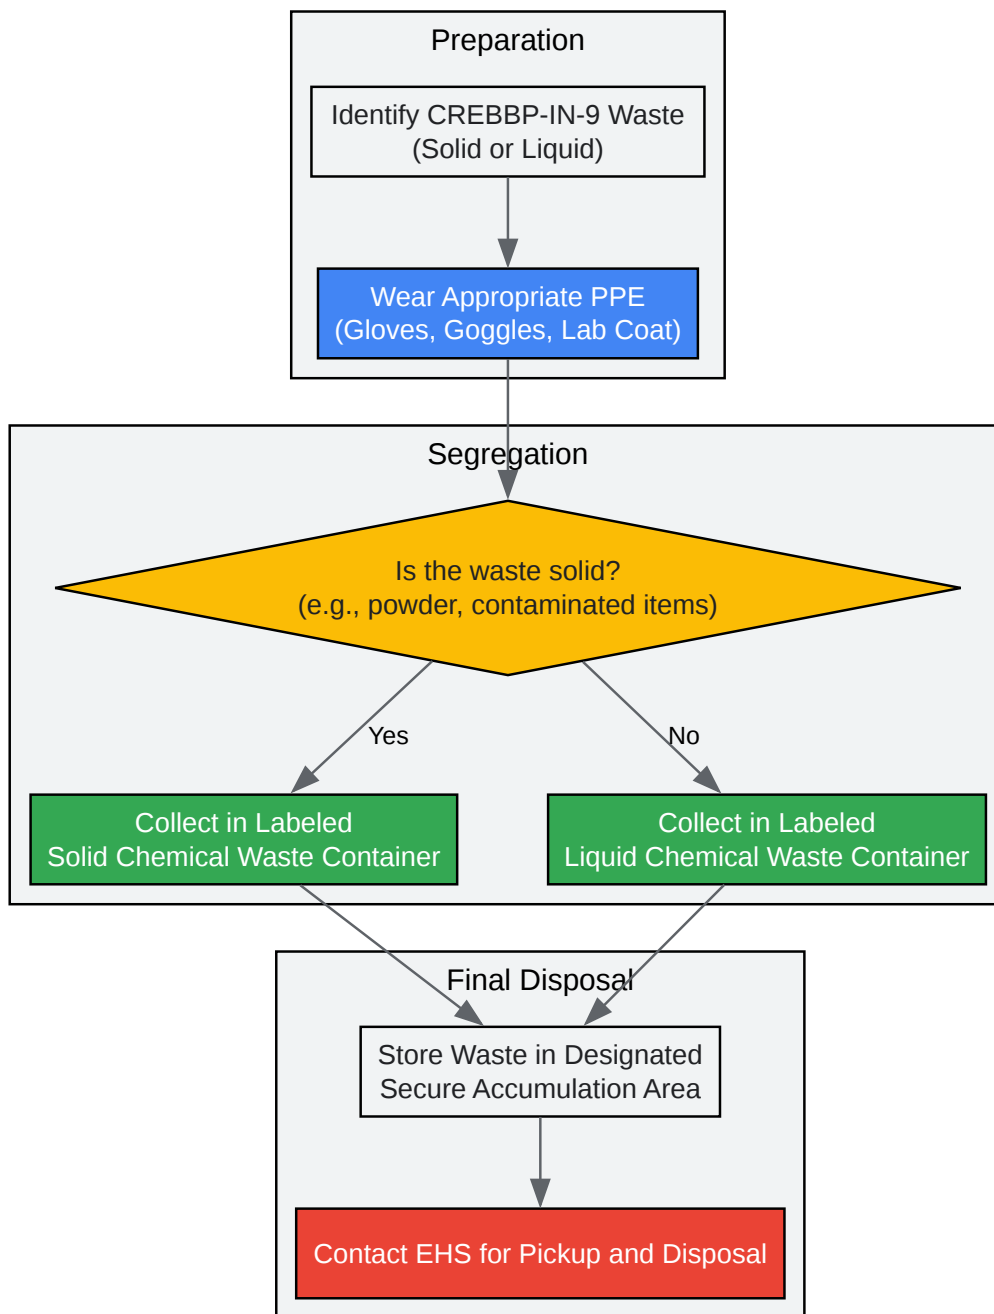 Preparation
Identify CREBBP-IN-9 Waste
(Solid or Liquid)
Wear Appropriate PPE
(Gloves, Goggles, Lab Coat)
Segregation
Is the waste solid?
(e.g., powder, contaminated items)
Yes
No
Collect in Labeled
Solid Chemical Waste Container
Collect in Labeled
Liquid Chemical Waste Container
Final Disposal
Store Waste in Designated
Secure Accumulation Area
Contact EHS for Pickup and Disposal